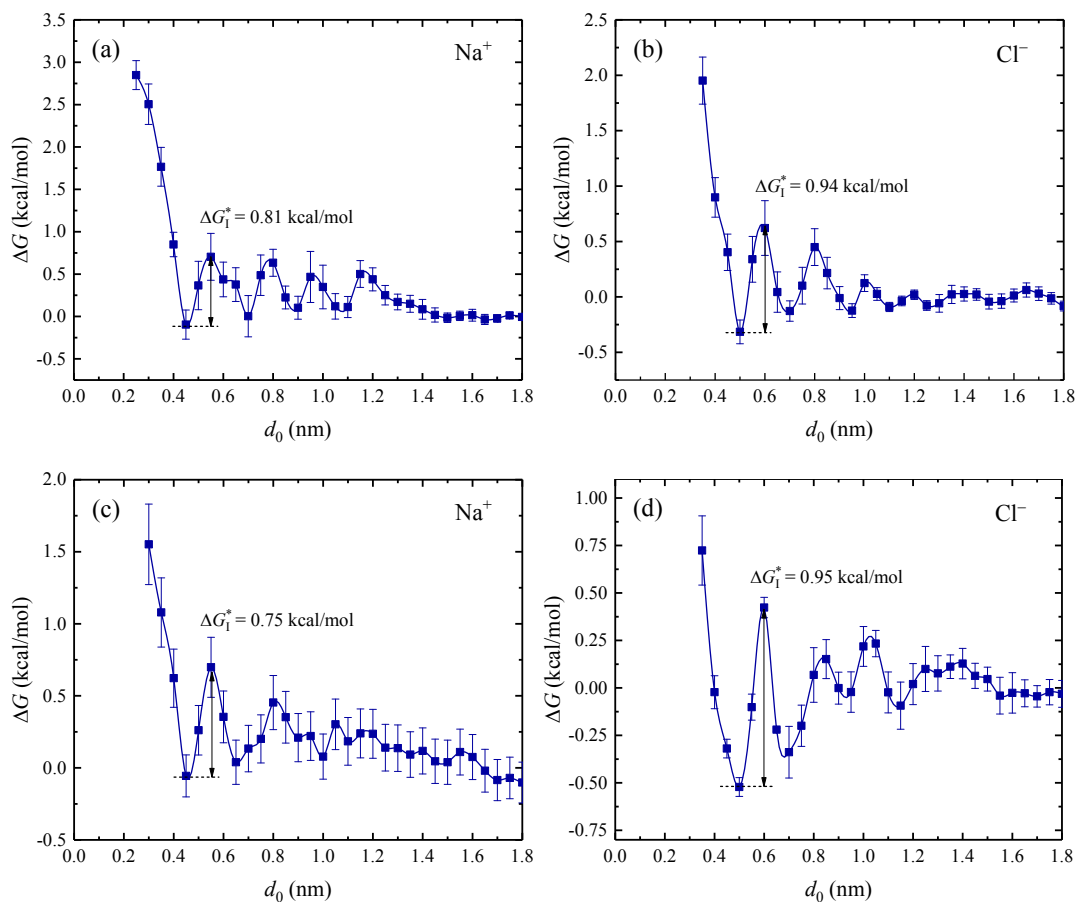 (a)
Na⁺
ΔG_I^* = 0.81 kcal/mol
ΔG (kcal/mol)
3.5
3.0
2.5
2.0
1.5
1.0
0.5
0.0
-0.5
0.0 0.2 0.4 0.6 0.8 1.0 1.2 1.4 1.6 1.8
d₀ (nm)
(b)
Cl⁻
ΔG_I^* = 0.94 kcal/mol
ΔG (kcal/mol)
2.5
2.0
1.5
1.0
0.5
0.0
-0.5
0.0 0.2 0.4 0.6 0.8 1.0 1.2 1.4 1.6 1.8
d₀ (nm)
(c)
Na⁺
ΔG_I^* = 0.75 kcal/mol
ΔG (kcal/mol)
2.0
1.5
1.0
0.5
0.0
-0.5
0.0 0.2 0.4 0.6 0.8 1.0 1.2 1.4 1.6 1.8
d₀ (nm)
(d)
Cl⁻
ΔG_I^* = 0.95 kcal/mol
ΔG (kcal/mol)
1.00
0.75
0.50
0.25
0.00
-0.25
-0.50
-0.75
0.0 0.2 0.4 0.6 0.8 1.0 1.2 1.4 1.6 1.8
d₀ (nm)